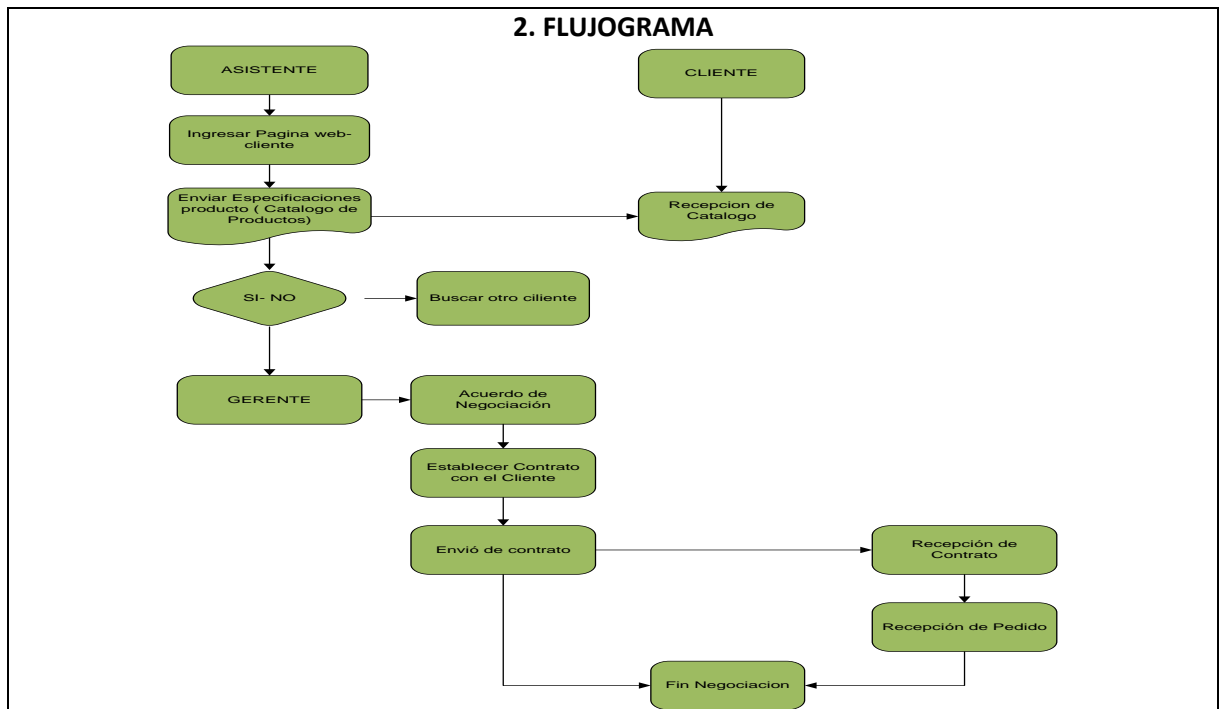 2. FLUJOGRAMA
ASISTENTE
CLIENTE
Ingresar Pagina web-
cliente
Enviar Especificaciones
producto ( Catalogo de
Productos)
Recepcion de
Catalogo
SI- NO
Buscar otro ciliente
GERENTE
Acuerdo de
Negociación
Establecer Contrato
con el Cliente
Envió de contrato
Recepción de
Contrato
Recepción de Pedido
Fin Negociacion